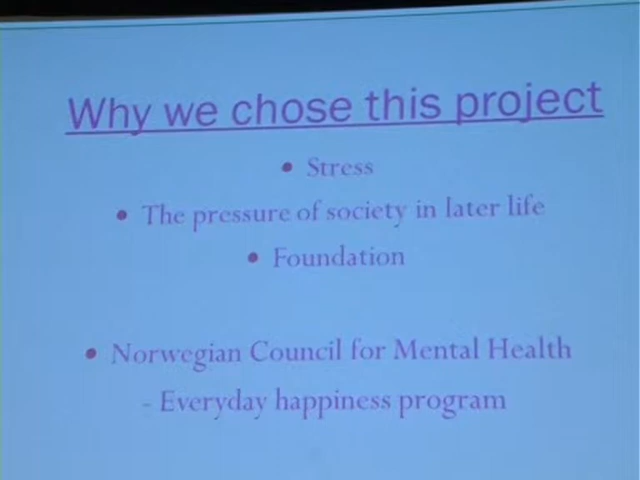 Why we chose this project
• Stress
• The pressure of society in later life
• Foundation
• Norwegian Council for Mental Health
- Everyday happiness program